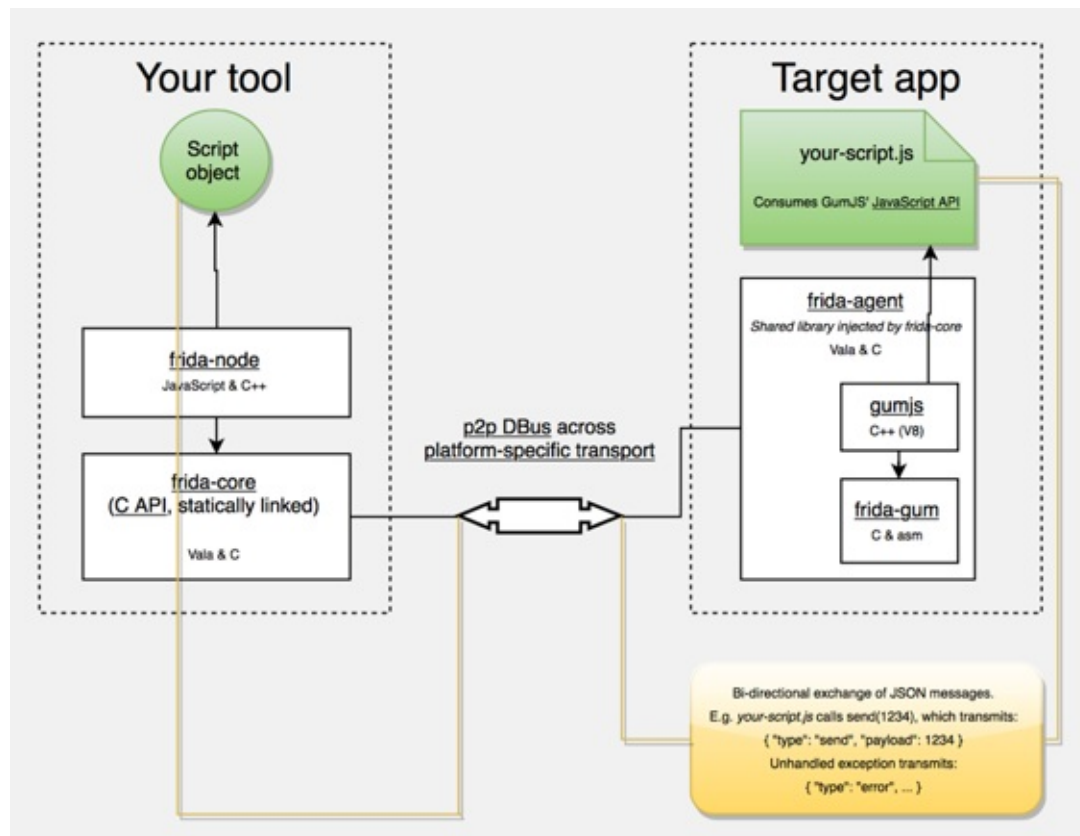 Your tool
Script
object
frida-node
JavaScript & C++
frida-core
(C API, statically linked)
Vala & C
p2p DBus across
platform-specific transport
Target app
your-script.js
Consumes GumJS' JavaScript API
frida-agent
Shared library injected by frida-core
Vala & C
gumjs
C++ (V8)
frida-gum
C & asm
Bi-directional exchange of JSON messages.
E.g. your-script.js calls send(1234), which transmits:
{ "type": "send", "payload": 1234 }
Unhandled exception transmits:
{ "type": "error", ... }